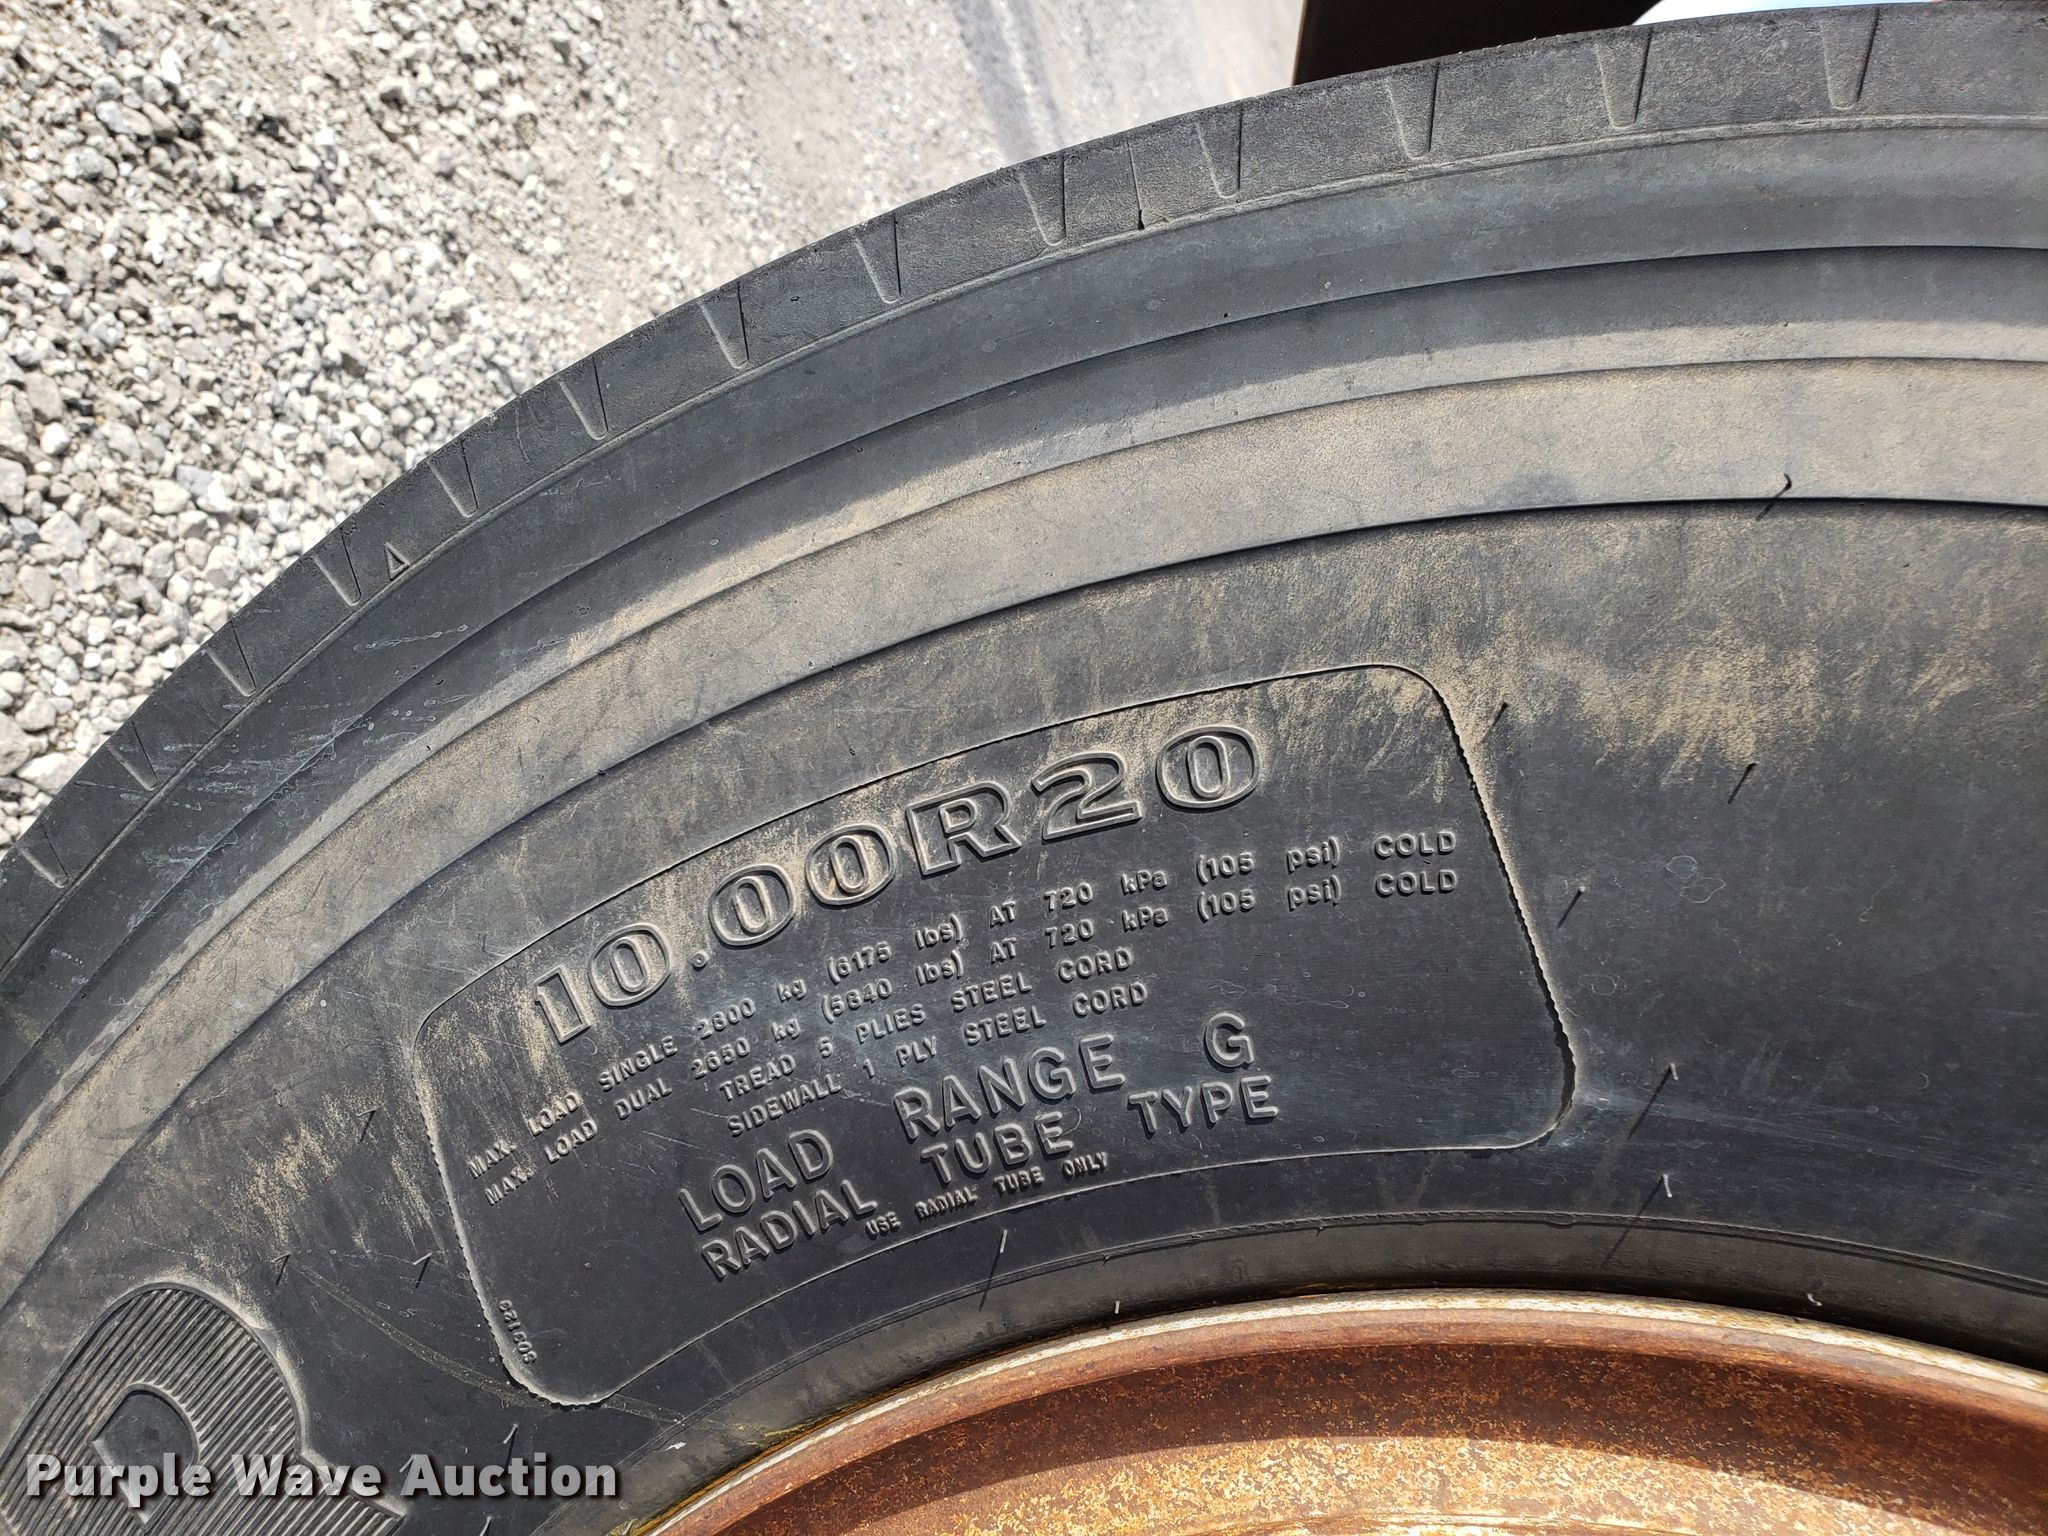 10.00R20
MAX. LOAD SINGLE 2800 kg (6175 lbs) AT 720 kPa (105 psi) COLD
MAX. LOAD DUAL 2650 kg (5840 lbs) AT 720 kPa (105 psi) COLD
TREAD 5 PLIES STEEL CORD
SIDEWALL 1 PLY STEEL CORD
LOAD RANGE G
RADIAL TUBE TYPE
USE RADIAL TUBE ONLY
Purple Wave Auction